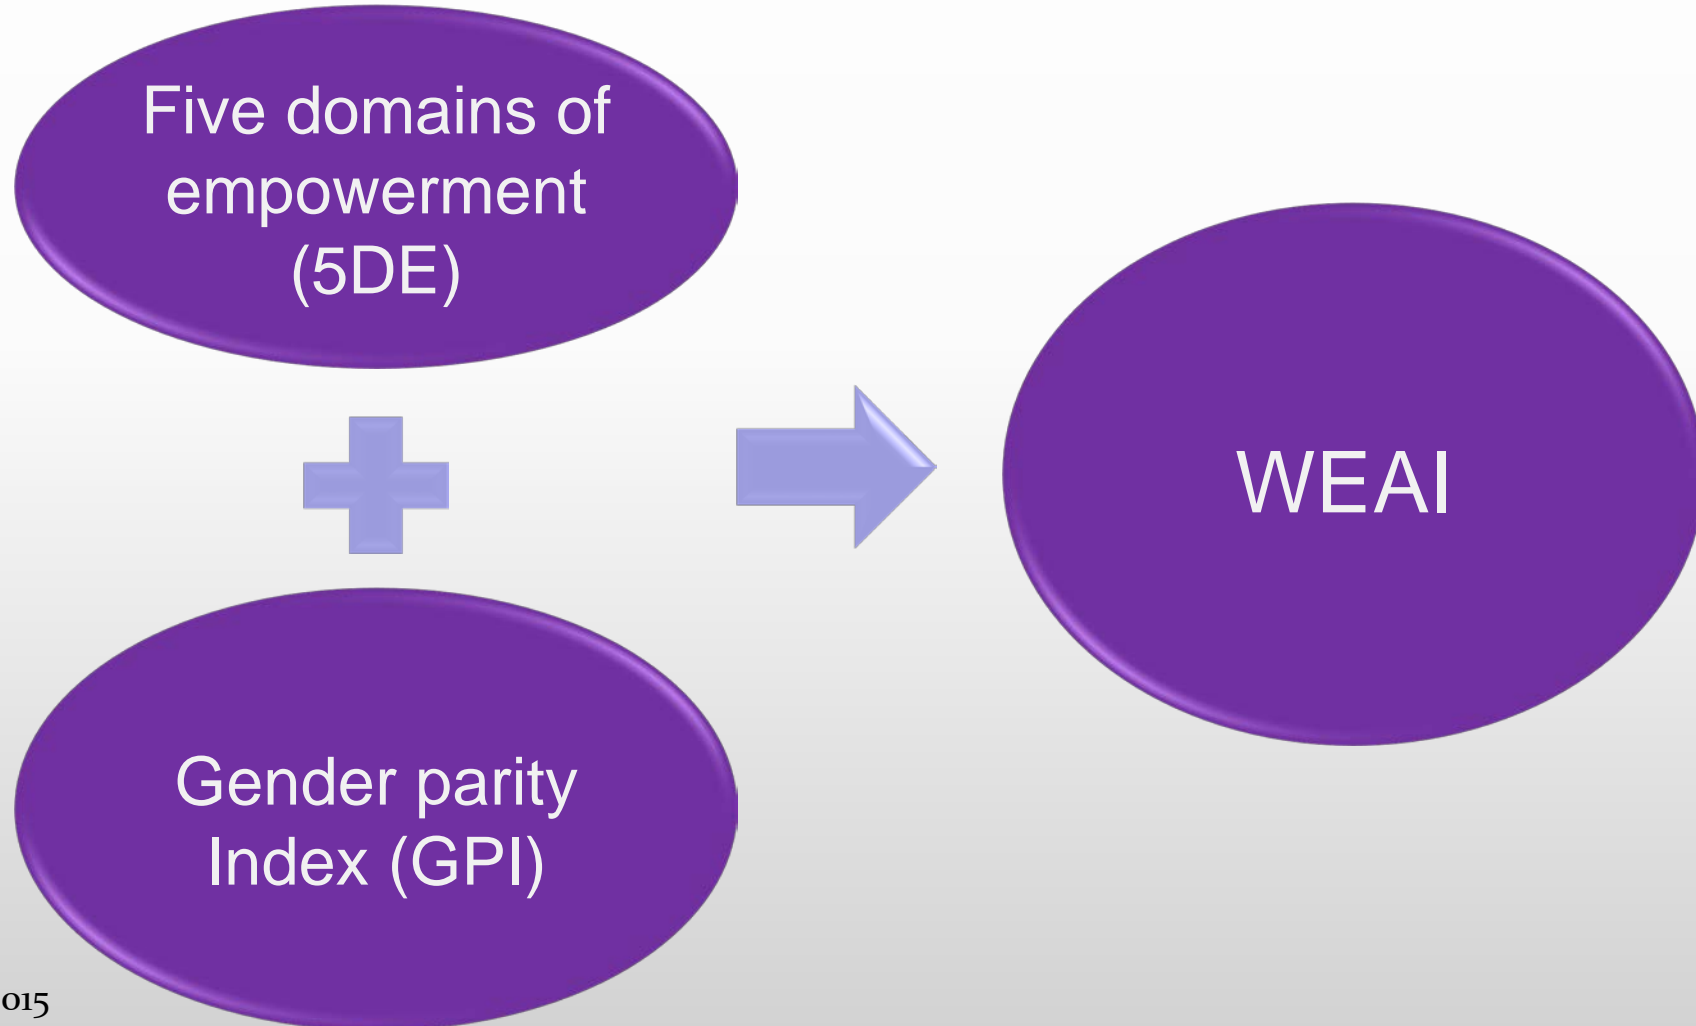 Five domains of
empowerment
(5DE)
WEAI
Gender parity
Index (GPI)
015